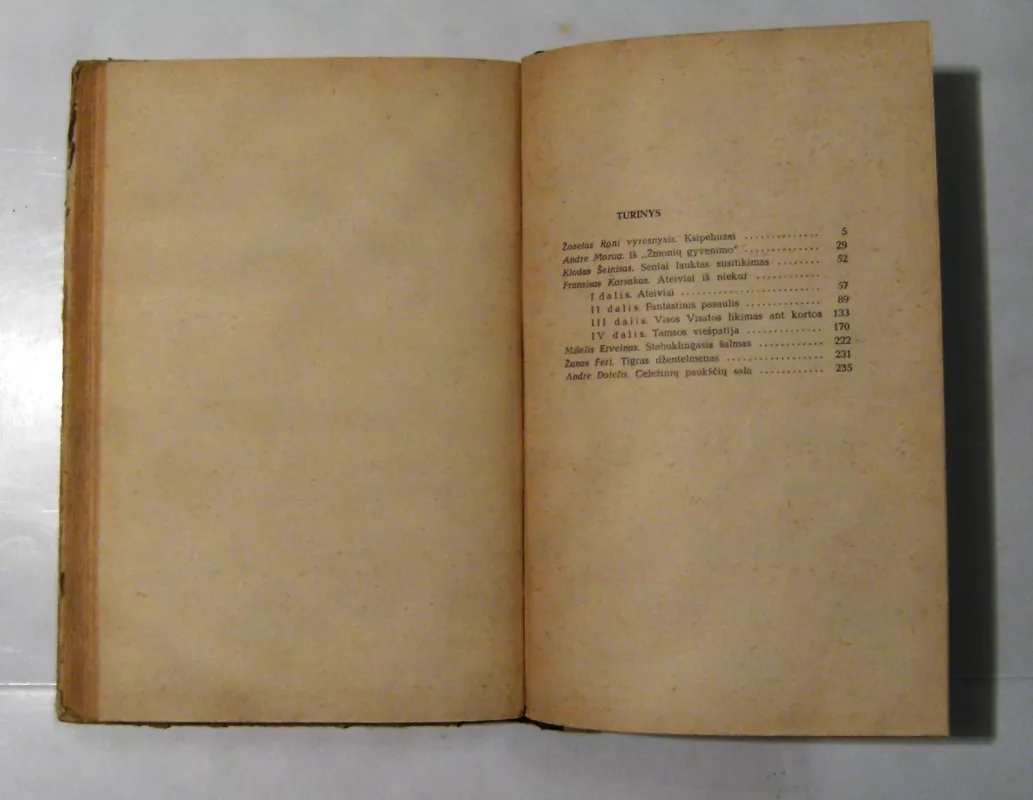 TURINYS
Žozefas Roni vyresnysis. Ksipehuzai .............. 5
Andre Morua. Iš „Žmonių gyvenimo“ .............. 29
Klodas Šeinisas. Seniai lauktas susitikimas ........ 52
Fransisas Karsakas. Ateiviai iš niekur ............
I dalis. Ateiviai ........................ 57
II dalis. Fantastinis pasaulis .............. 89
III dalis. Visos Visatos likimas ant kortos 133
IV dalis. Tamsos viešpatija .............. 170
Mišelis Erveinas. Stebuklingasis šalmas ............ 222
Žanas Feri. Tigras džentelmenas .................. 231
Andre Dotelis. Geležinių paukščių sala ............ 235